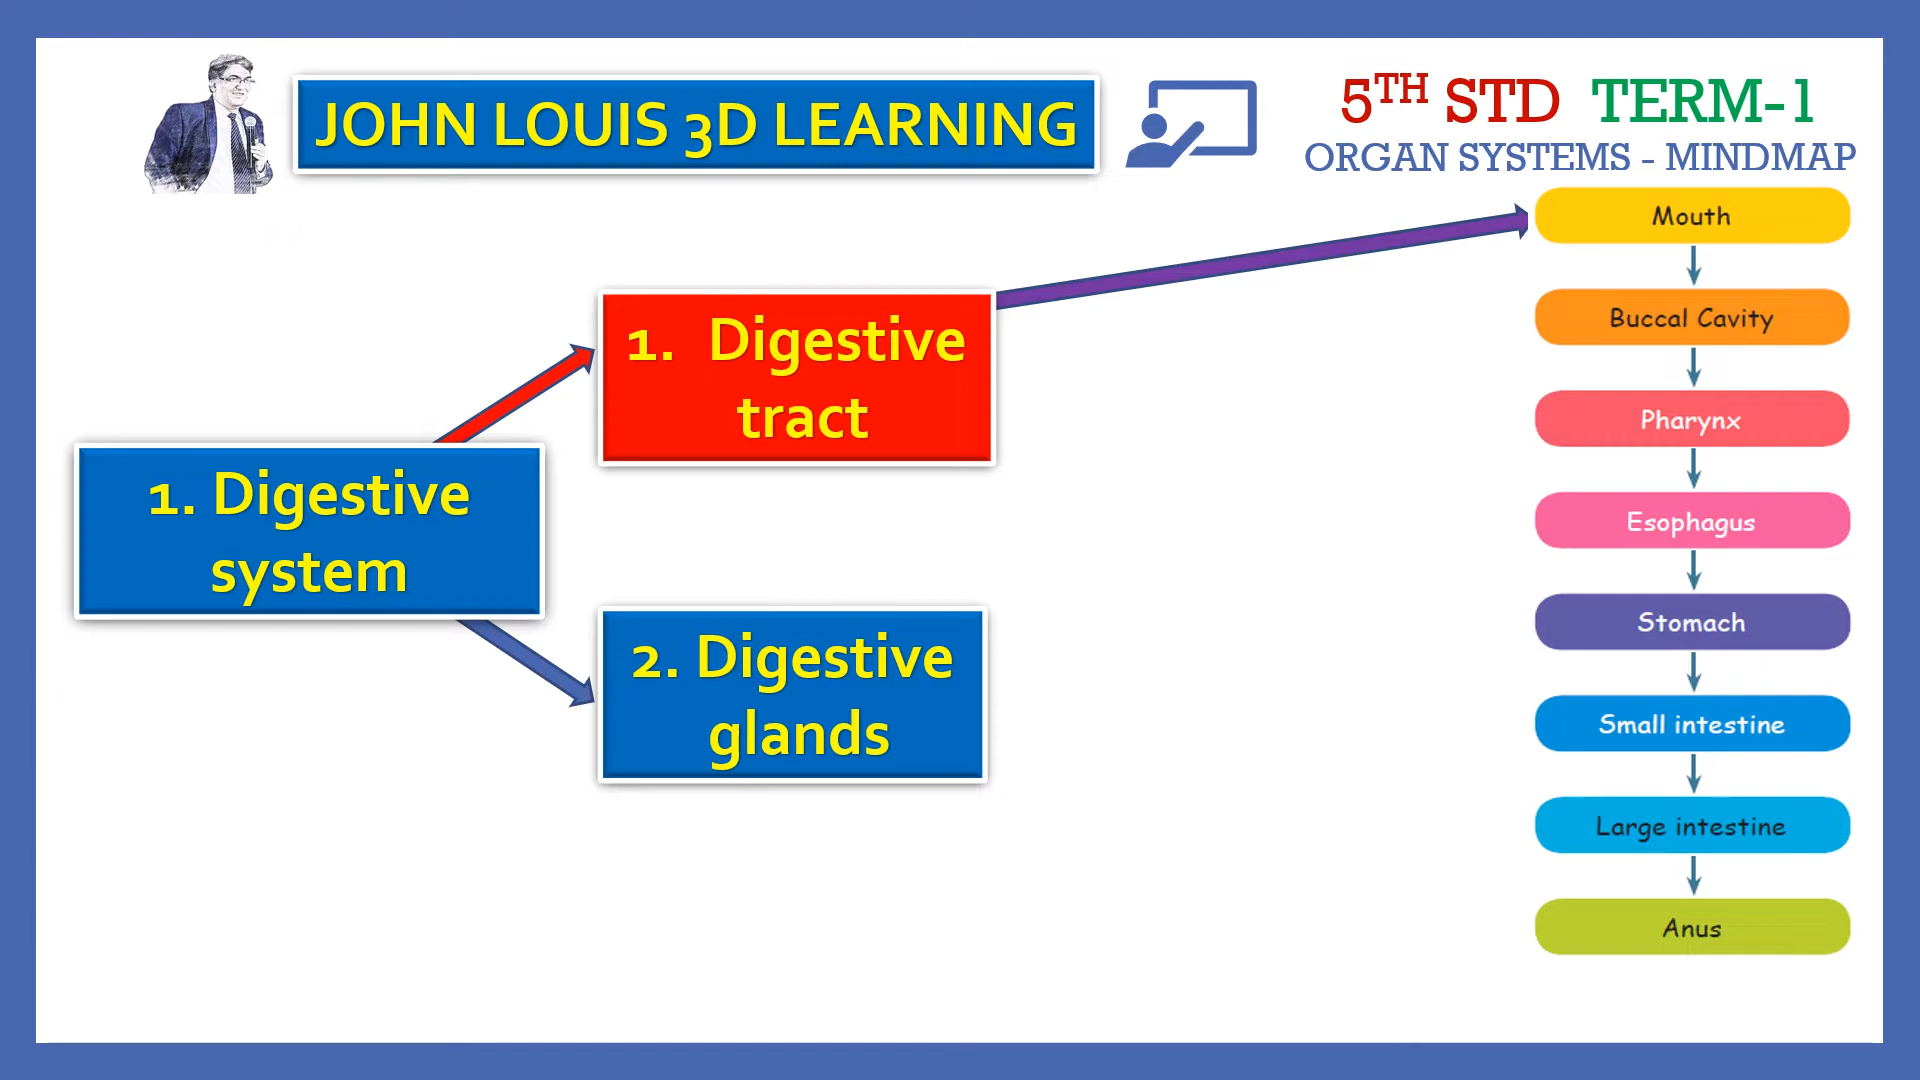 JOHN LOUIS 3D LEARNING
5TH STD TERM-1
ORGAN SYSTEMS - MINDMAP
1. Digestive
system
1. Digestive
tract
2. Digestive
glands
Mouth
Buccal Cavity
Pharynx
Esophagus
Stomach
Small intestine
Large intestine
Anus